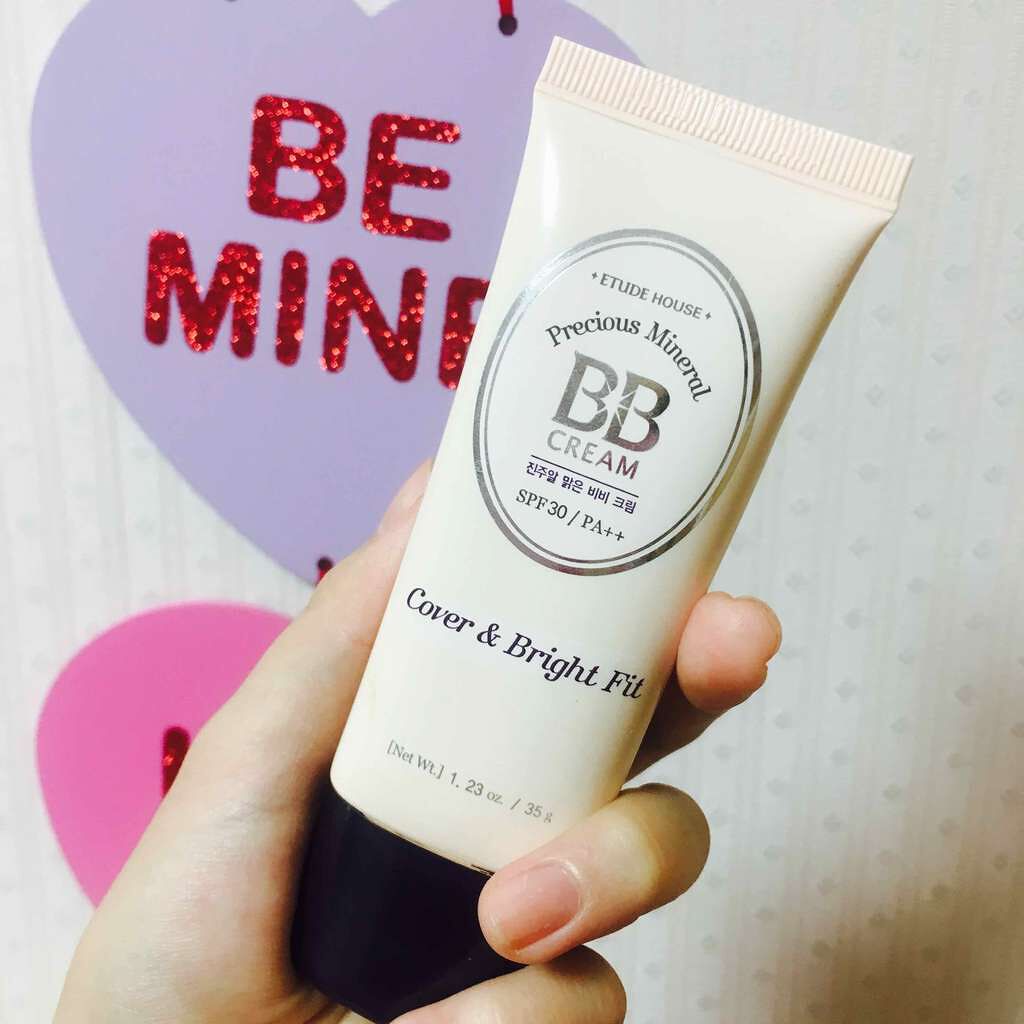 BE
MINE
ETUDE HOUSE
Precious Mineral
BB
CREAM
진주알 맑은 비비 크림
SPF30 / PA++
Cover & Bright Fit
[Net Wt.] 1.23 oz. / 35 g